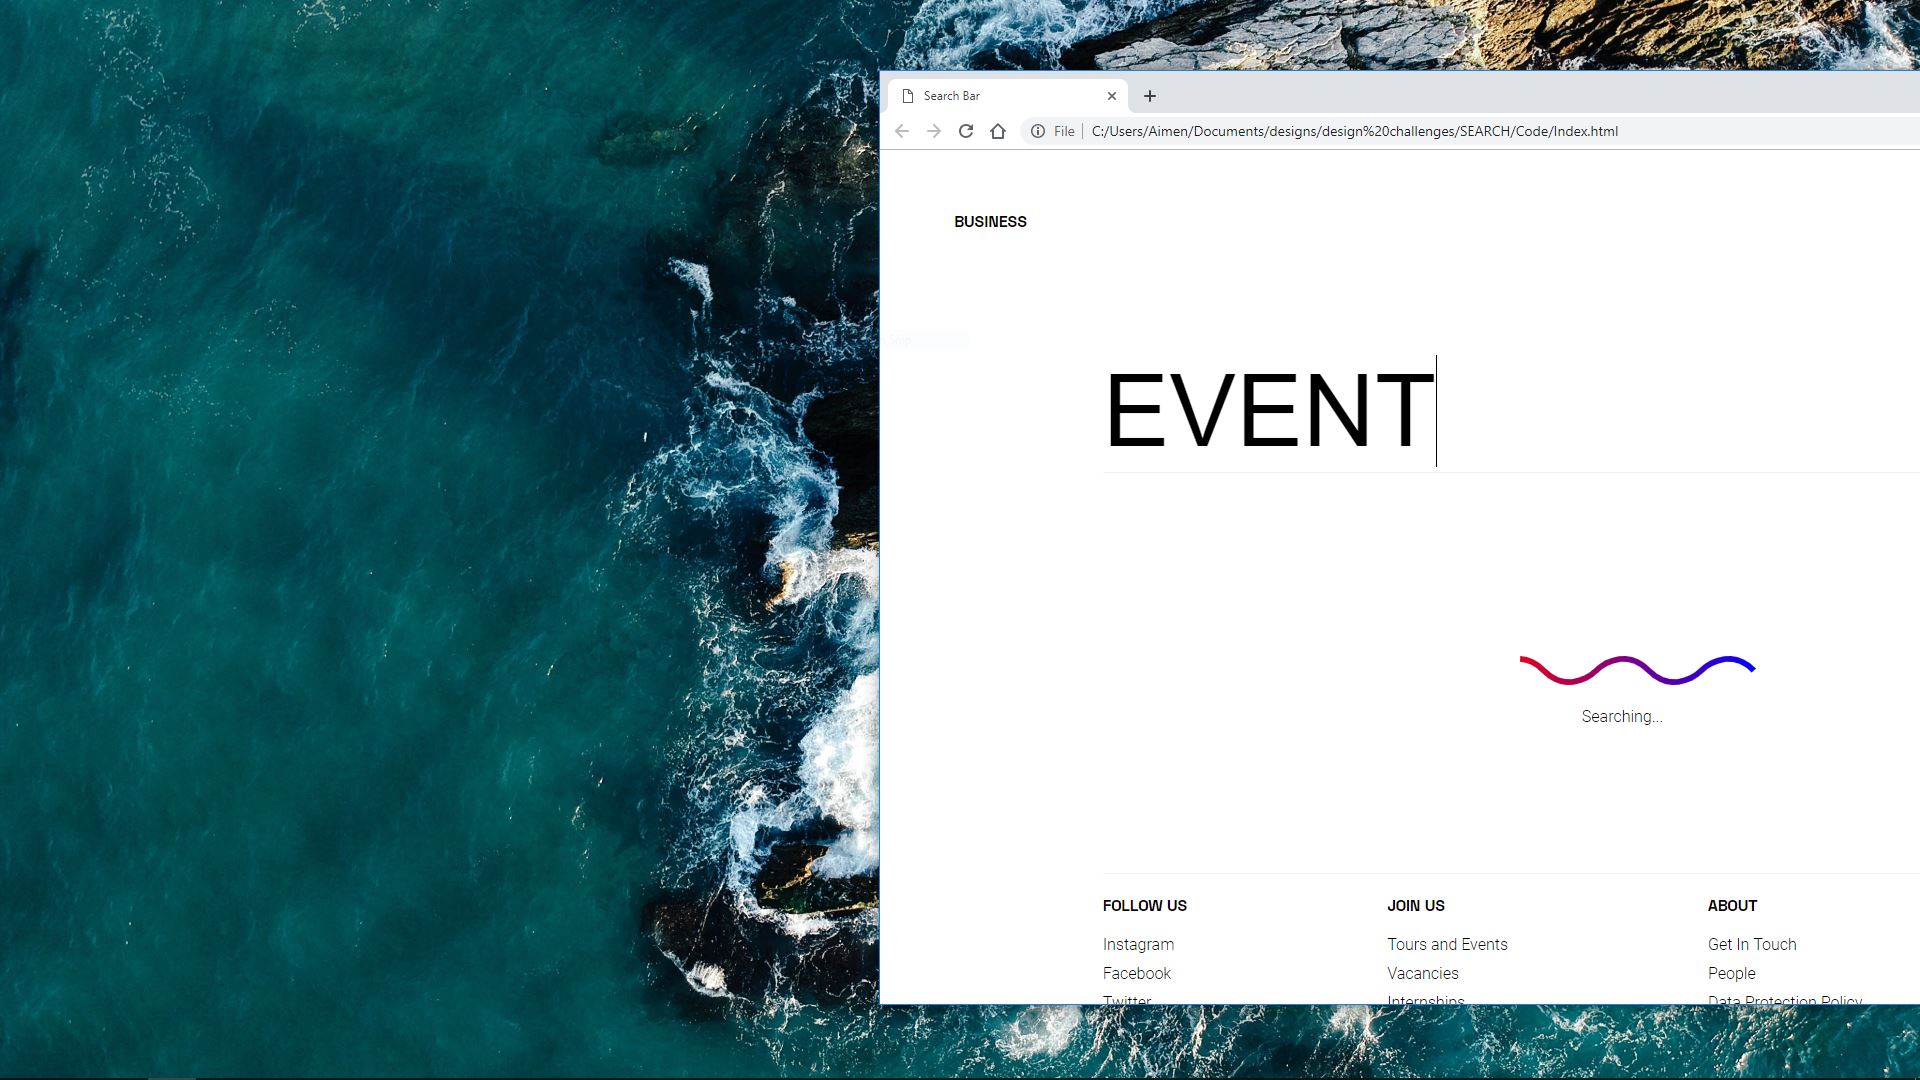 Search Bar
File C:/Users/Aimen/Documents/designs/design%20challenges/SEARCH/Code/Index.html
BUSINESS
EVENT
Searching...
FOLLOW US JOIN US ABOUT
Instagram Tours and Events Get In Touch
Facebook Vacancies People
Twitter Internships Data Protection Policy